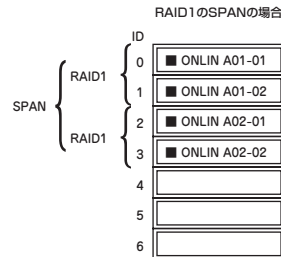 RAID1のSPANの場合
ID
0 ■ ONLIN A01-01
RAID1
1 ■ ONLIN A01-02
SPAN
2 ■ ONLIN A02-01
RAID1
3 ■ ONLIN A02-02
4
5
6